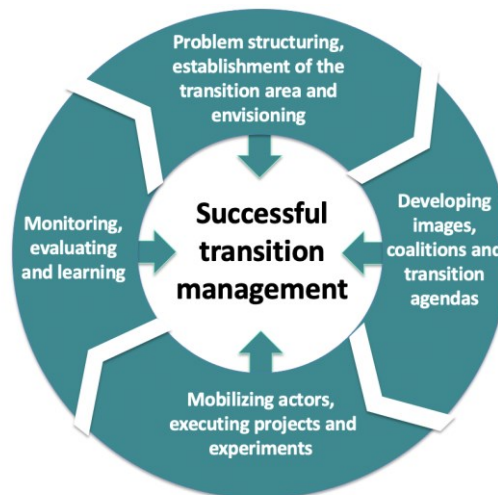 Problem structuring,
establishment of the
transition area and
envisioning
Developing
images,
coalitions and
transition
agendas
Mobilizing actors,
executing projects and
experiments
Monitoring,
evaluating
and learning
Successful
transition
management